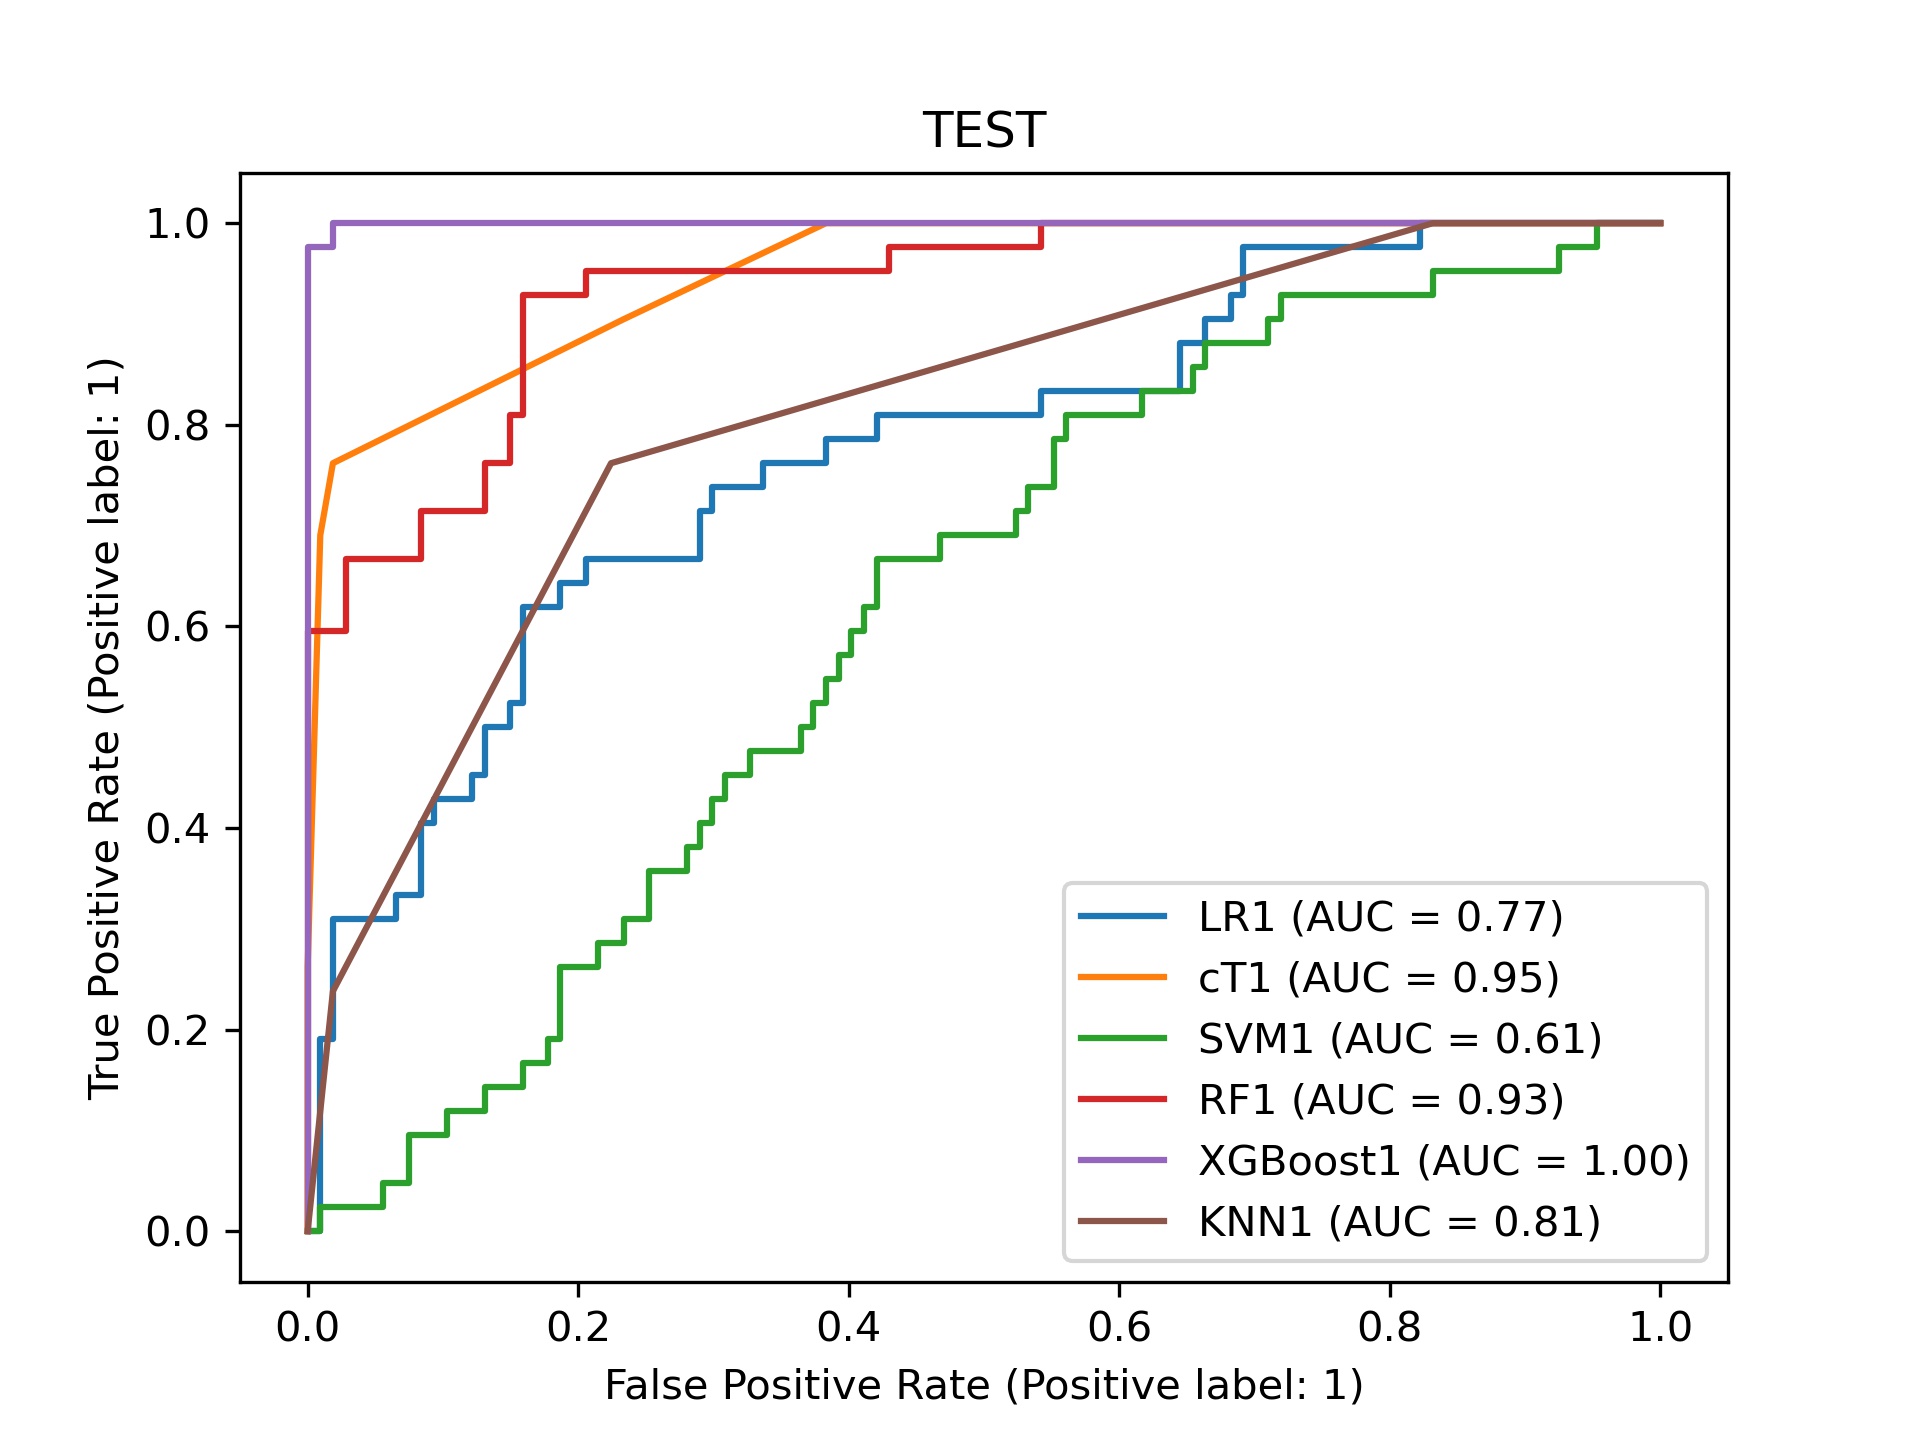 TEST
True Positive Rate (Positive label: 1)
1.0
0.8
0.6
0.4
0.2
0.0
LR1 (AUC = 0.77)
cT1 (AUC = 0.95)
SVM1 (AUC = 0.61)
RF1 (AUC = 0.93)
XGBoost1 (AUC = 1.00)
KNN1 (AUC = 0.81)
0.0 0.2 0.4 0.6 0.8 1.0
False Positive Rate (Positive label: 1)